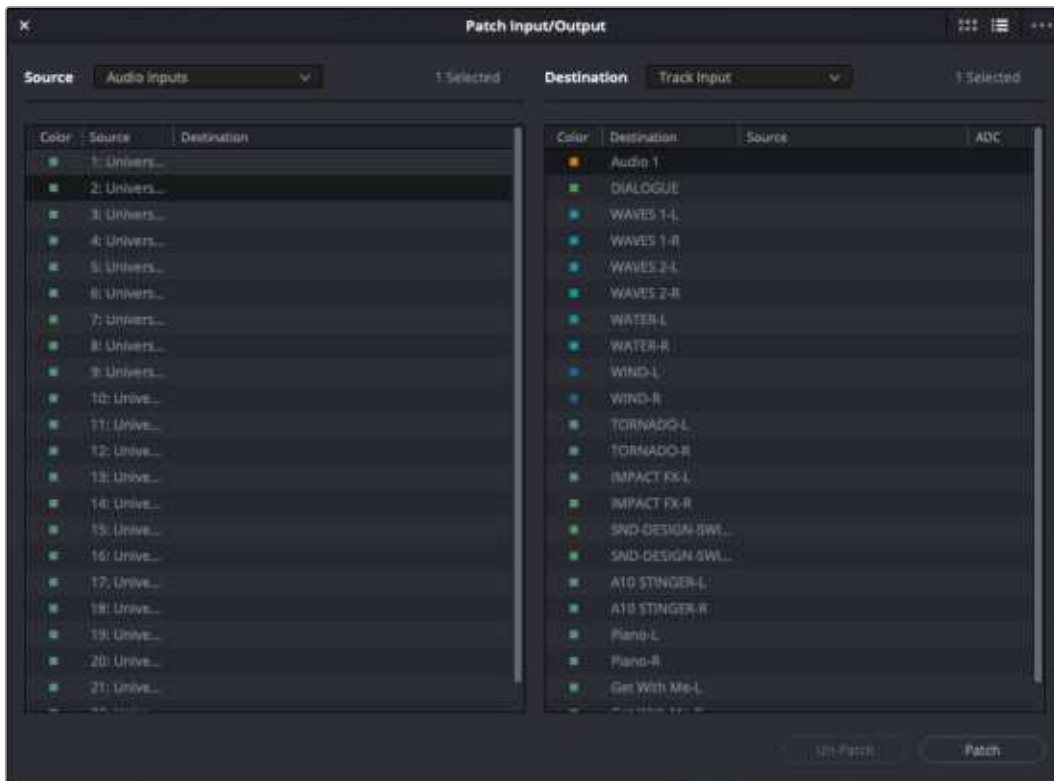 Patch Input/Output
Source Audio Inputs 1 Selected
Color Source Destination
1: Univers...
2: Univers...
3: Univers...
4: Univers...
5: Univers...
6: Univers...
7: Univers...
8: Univers...
9: Univers...
10: Unive...
11: Unive...
12: Unive...
13: Unive...
14: Unive...
15: Unive...
16: Unive...
17: Unive...
18: Unive...
19: Unive...
20: Unive...
21: Unive...
Destination Track Input 1 Selected
Color Destination Source ADC
Audio 1
DIALOGUE
WAVES 1-L
WAVES 1-R
WAVES 2-L
WAVES 2-R
WATER-L
WATER-R
WIND-L
WIND-R
TORNADO-L
TORNADO-R
IMPACT FX-L
IMPACT FX-R
SND-DESIGN-SWI...
SND-DESIGN-SWI...
A10 STINGER-L
A10 STINGER-R
Piano-L
Piano-R
Get With Me-L
Un-Patch Patch